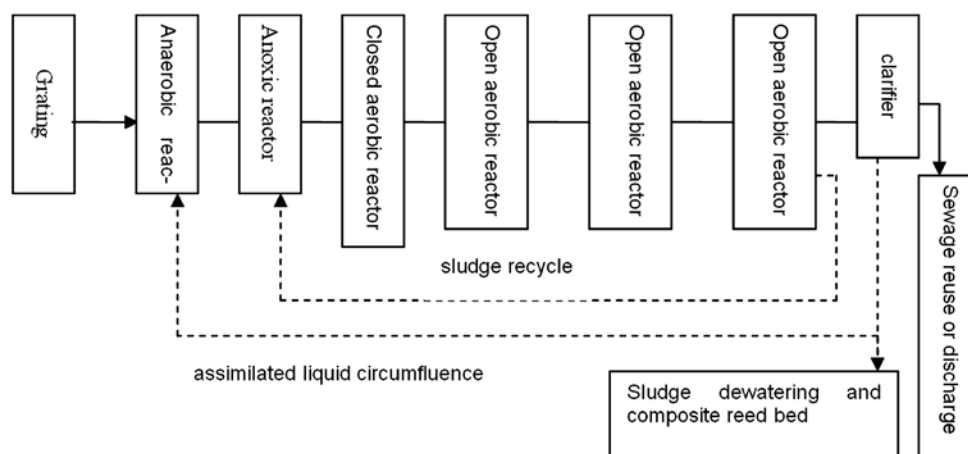 Grating
Anaerobic reac-
Anoxic reactor
Closed aerobic reactor
Open aerobic reactor
Open aerobic reactor
Open aerobic reactor
clarifier
Sewage reuse or discharge
sludge recycle
assimilated liquid circumfluence
Sludge dewatering and
composite reed bed